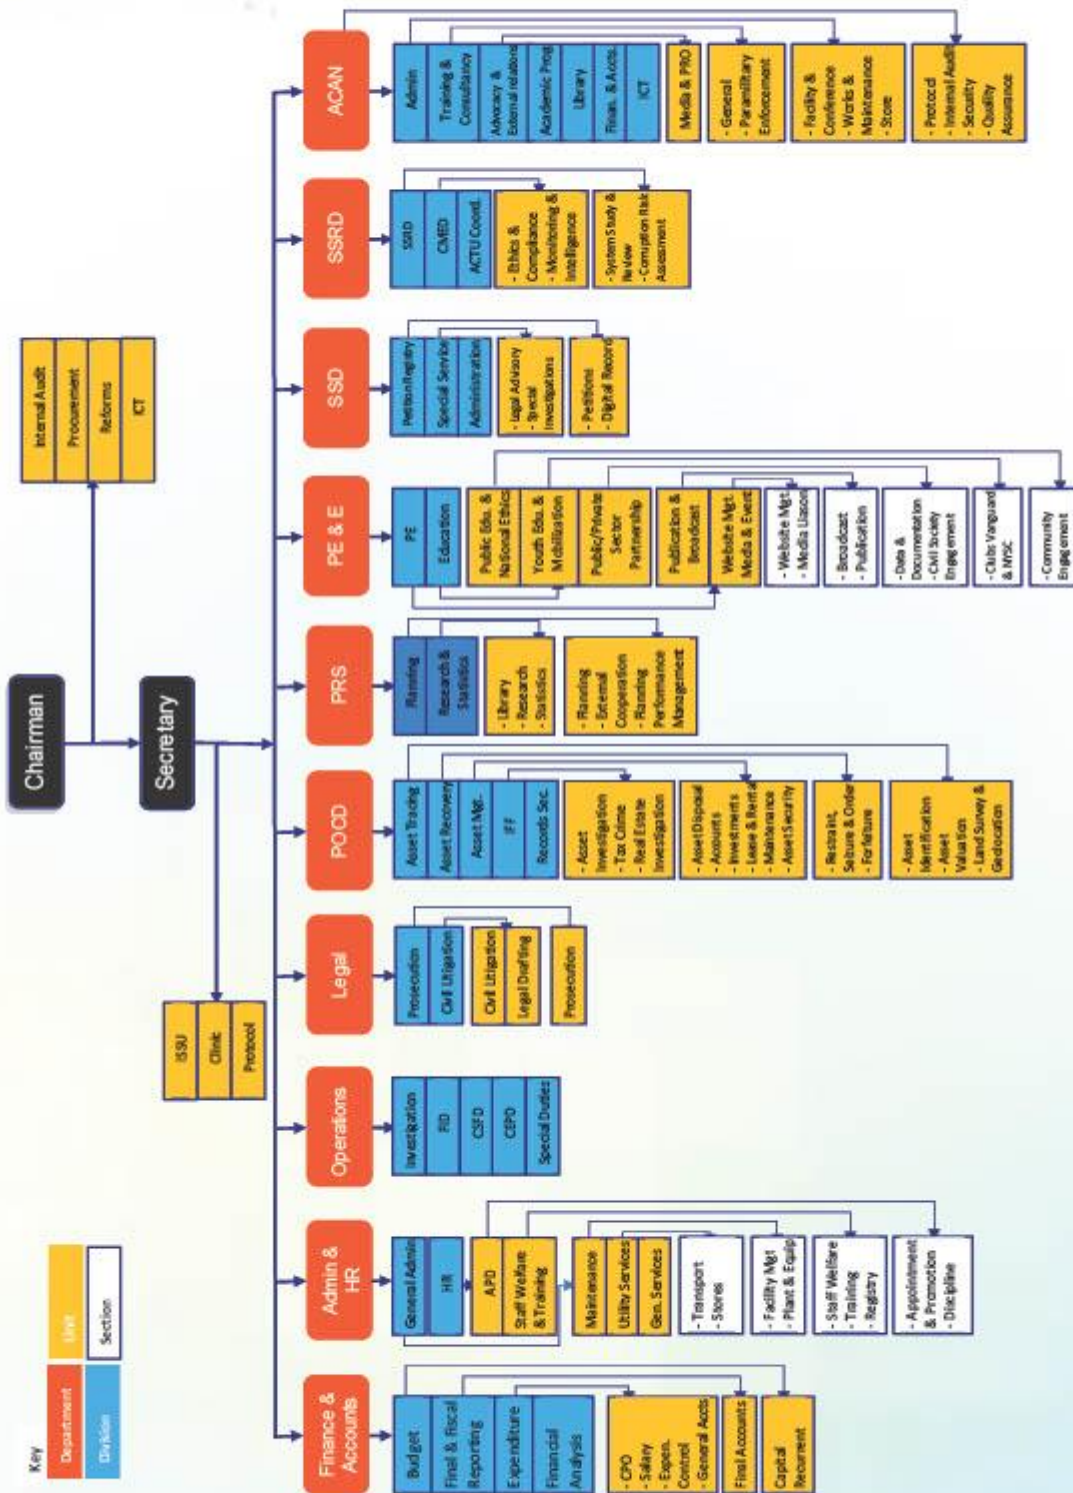 Key
Department
Unit
Division
Section
Chairman
Internal Audit
Procurement
Reforms
ICT
Secretary
ISSU
Clinic
Protocol
Finance &
Accounts
Budget
Final & Fiscal
Reporting
Expenditure
Financial
Analysis
- CPO
- Salary
- Expen.
Control
- General Accts
Final Accounts
Capital
Recurrent
Admin &
HR
General Admin
HR
APD
Staff Welfare
& Training
Maintenance
Utility Services
Gen. Services
- Transport
- Stores
- Facility Mgt
- Plant & Equip
- Staff Welfare
- Training
- Registry
- Appointment
& Promotion
- Discipline
Operations
Investigation
FID
CSFD
CEPD
Special Duties
Legal
Prosecution
Civil Litigation
Civil Litigation
Legal Drafting
Prosecution
POCD
Asset Tracing
Asset Recovery
Asset Mgt.
IFF
Records Sec.
- Asset
Investigation
- Tax Crime
- Real Estate
Investigation
- Asset Disposal
- Accounts
- Investments
- Lease & Rental
- Maintenance
- Asset Security
- Restraint,
Seizure & Order
- Forfeiture
- Asset
Identification
- Asset
Valuation
- Land Survey &
Geolocation
PRS
Planning
Research &
Statistics
- Library
- Research
- Statistics
- Planning
- External
Cooperation
- Planning
Performance
Management
PE & E
PE
Education
Public Edu. &
National Ethics
Youth Edu. &
Mobilization
Public/Private
Sector
Partnership
Publication &
Broadcast
Website Mgt.
Media & Event
- Website Mgt.
- Media Liason
- Broadcast
- Publication
- Data &
Documentation
- Civil Society
Engagement
- Clubs Vanguard
& NYSC
- Community
Engagement
SSD
Petition Registry
Special Service
Administration
- Legal Advisory
- Special
Investigations
- Petitions
- Digital Record
SSRD
SSRD
CMED
ACTU Coord.
- Ethics &
Compliance
- Monitoring &
Intelligence
- System Study &
Review
- Corruption Risk
Assessment
ACAN
Admin
Training &
Consultancy
Advocacy &
External relations
Academic Prog.
Library
Finan. & Accts.
ICT
Media & PRO
- General
- Paramilitary
Enforcement
- Facility &
Conference
- Works &
Maintenance
- Store
- Protocol
- Internal Audit
- Security
- Quality
Assurance